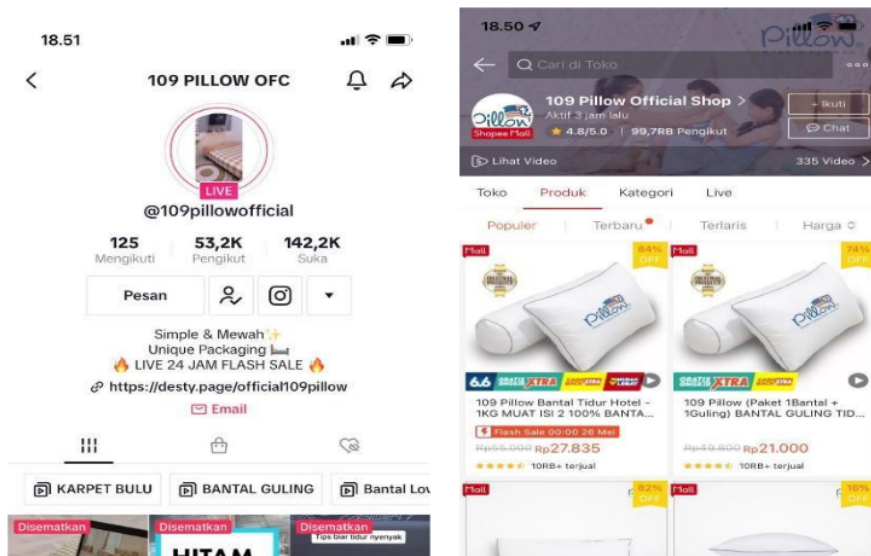 18.51
109 PILLOW OFC
LIVE
@109pillowofficial
125
Mengikuti
53,2K
Pengikut
142,2K
Suka
Pesan
Simple & Mewah
Unique Packaging
LIVE 24 JAM FLASH SALE
https://desty.page/official109pillow
Email
KARPET BULU
BANTAL GULING
Bantal Lov
Disematkan
Disematkan
HITAM
Disematkan
Tips biar tidur nyenyak
18.50
Pillow
Cari di Toko
Pillow
Shopee Mall
109 Pillow Official Shop >
Aktif 3 jam lalu
4.8/5.0 | 99,7RB Pengikut
+ Ikuti
Chat
Lihat Video
335 Video >
Toko
Produk
Kategori
Live
Populer
Terbaru
Terlaris
Harga
Mall
84%
OFF
Pillow
6.6
GRATIS ONGKIR XTRA
109 Pillow Bantal Tidur Hotel -
1KG MUAT ISI 2 100% BANTA...
Flash Sale 00:00 26 Mei
Rp55.000 Rp27.835
10RB+ terjual
Mall
74%
OFF
Pillow
GRATIS ONGKIR XTRA
109 Pillow (Paket 1Bantal +
1Guling) BANTAL GULING TID...
Rp49.800 Rp21.000
10RB+ terjual
Mall
82%
OFF
Mall
16%
OFF